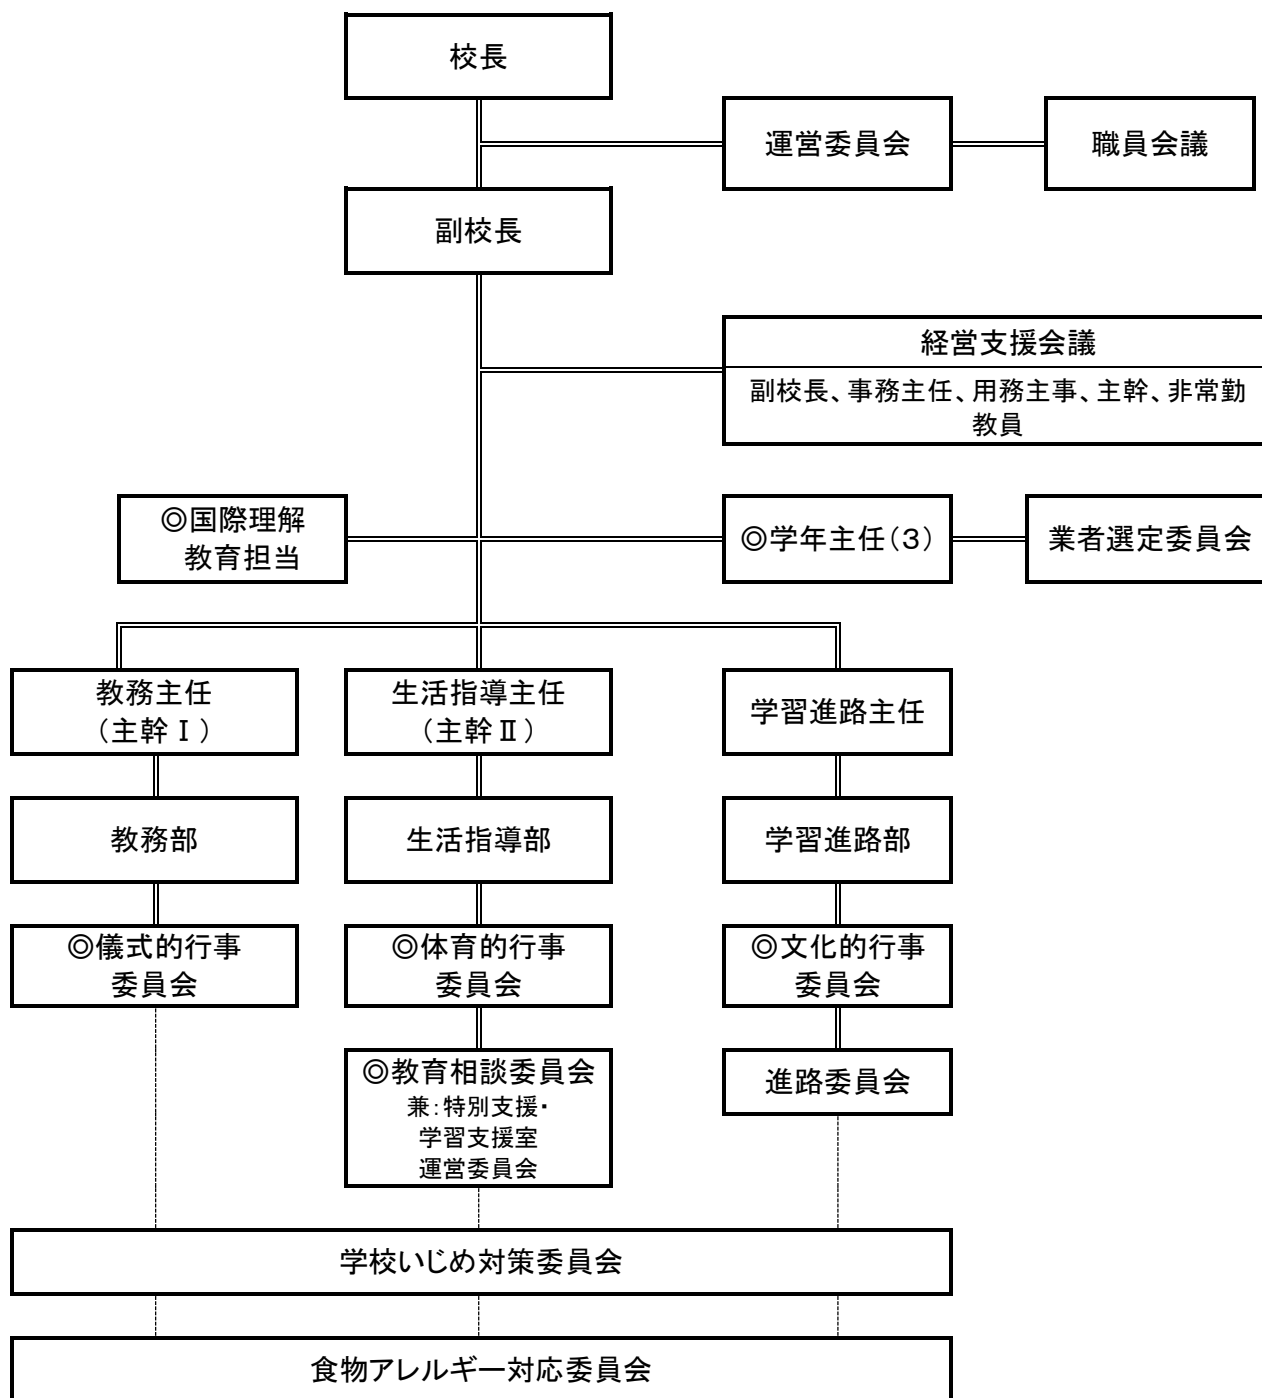 校長
運営委員会
職員会議
副校長
経営支援会議
副校長、事務主任、用務主事、主幹、非常勤
教員
◎国際理解
教育担当
◎学年主任(3)
業者選定委員会
教務主任
(主幹Ⅰ)
生活指導主任
(主幹Ⅱ)
学習進路主任
教務部
生活指導部
学習進路部
◎儀式的行事
委員会
◎体育的行事
委員会
◎文化的行事
委員会
◎教育相談委員会
兼:特別支援・
学習支援室
運営委員会
進路委員会
学校いじめ対策委員会
食物アレルギー対応委員会